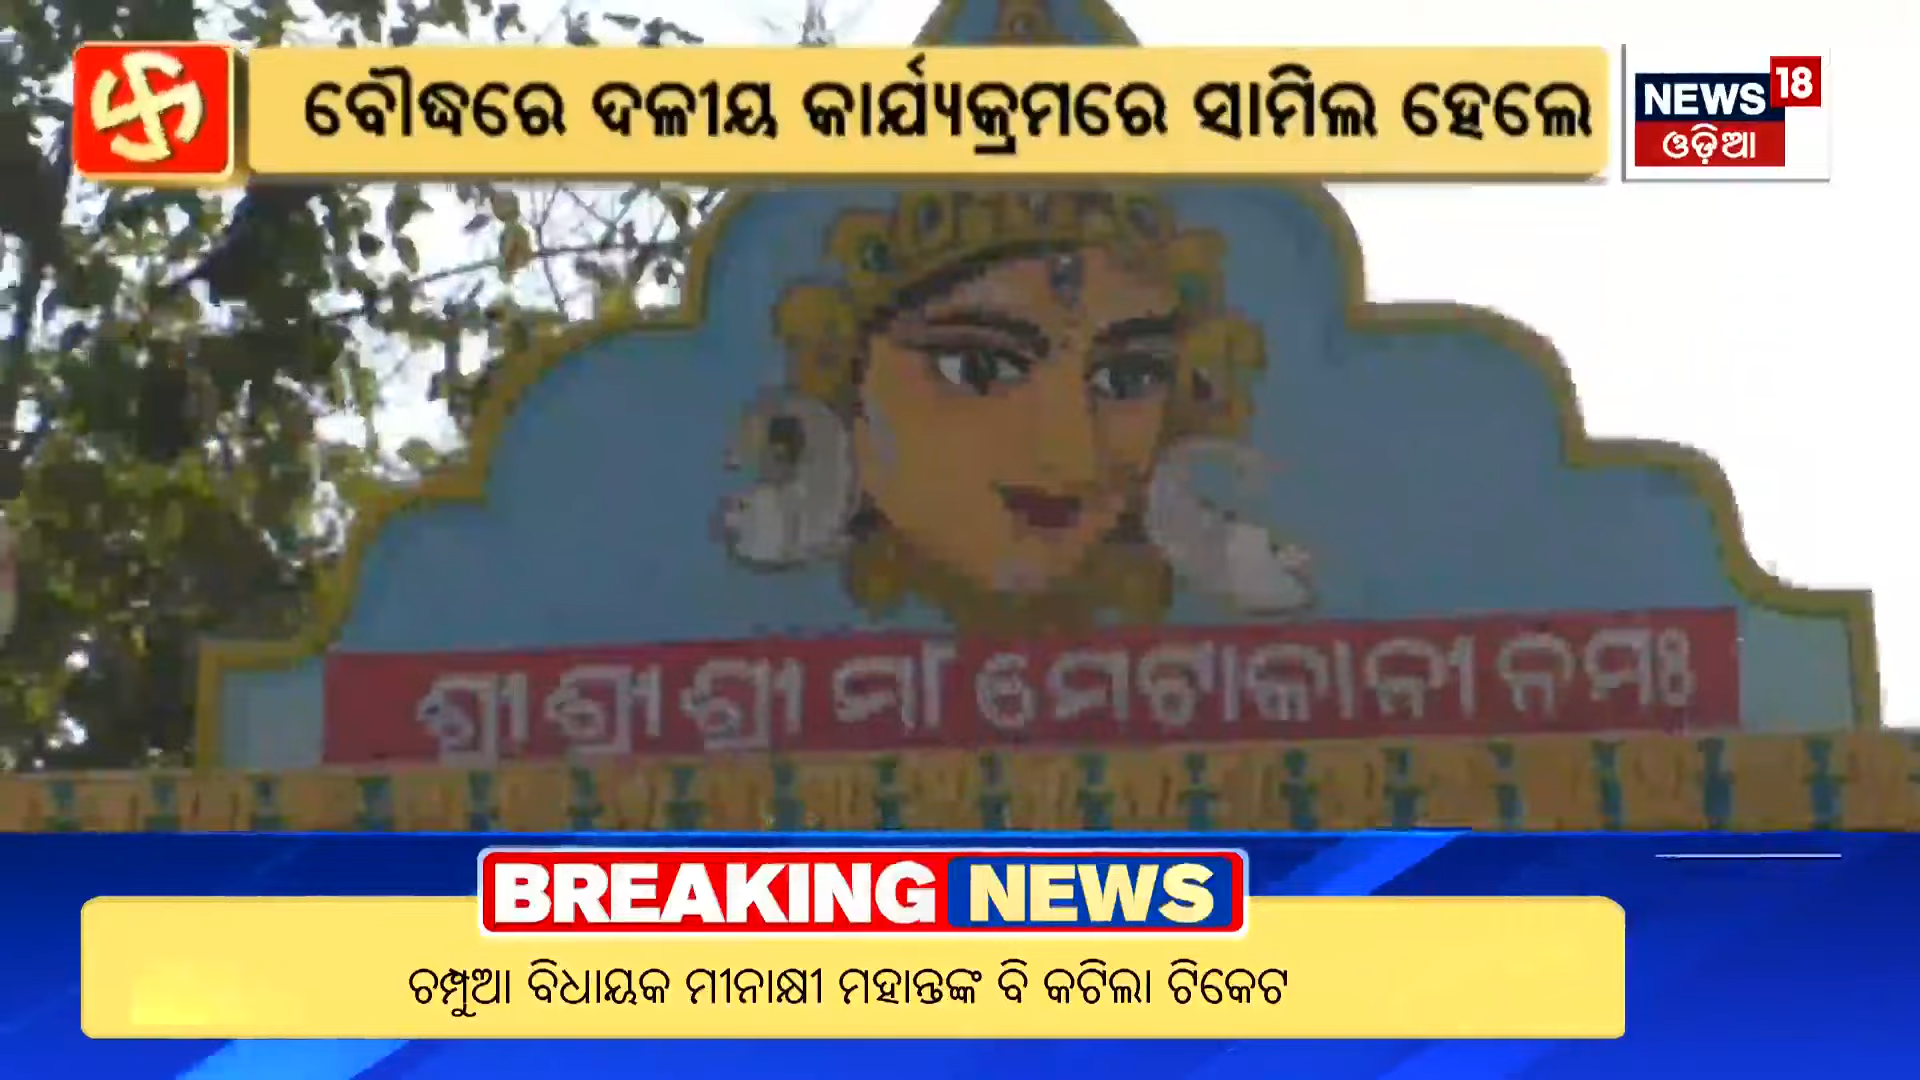 ବୌଦ୍ଧରେ ଦଳୀୟ କାର୍ଯ୍ୟକ୍ରମରେ ସାମିଲ ହେଲେ
NEWS 18
ଓଡ଼ିଆ
ଶ୍ରୀ ଶ୍ରୀ ଶ୍ରୀ ମାଁ ମେଟାକାଳୀ ନମଃ
BREAKING NEWS
ଚମ୍ପୁଆ ବିଧାୟକ ମୀନାକ୍ଷୀ ମହାନ୍ତଙ୍କ ବି କଟିଲା ଟିକେଟ